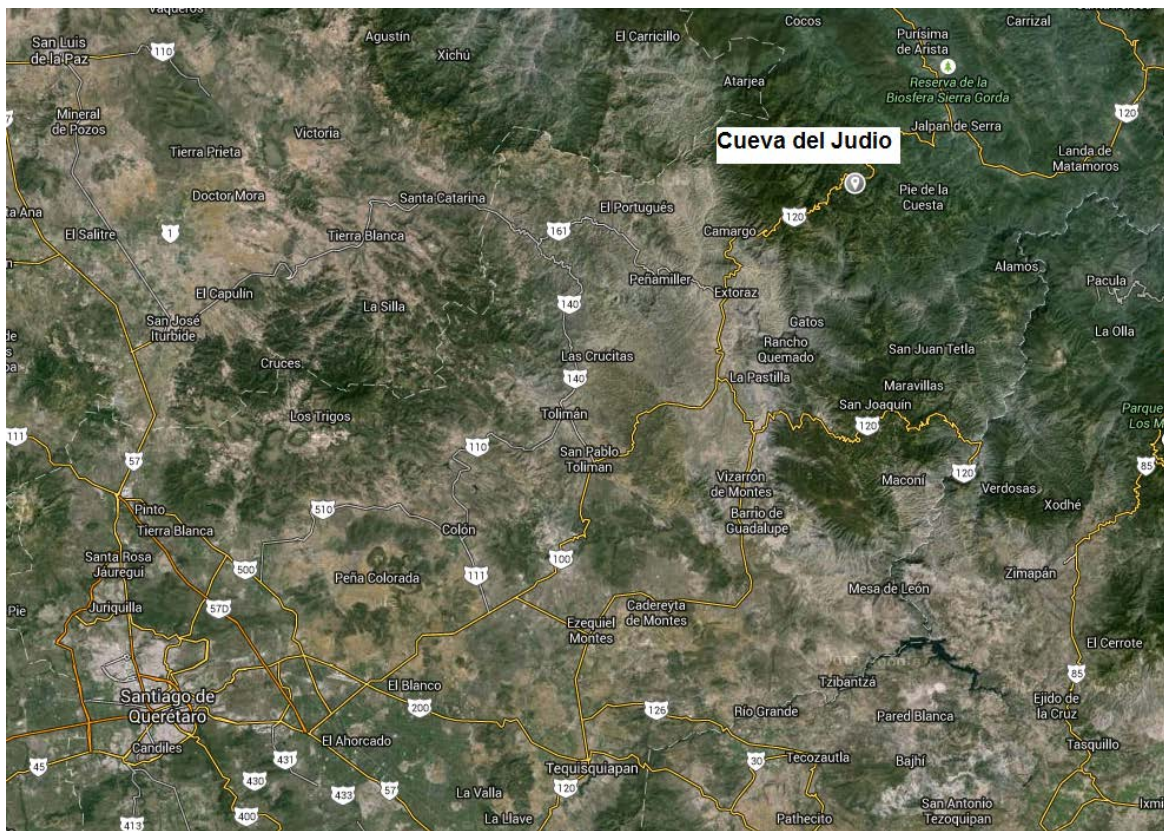 Cocos
Carrizal
San Luis
de la Paz
110
Agustín
Xichú
El Carricillo
Purísima
de Arista
Atarjea
Reserva de la
Biosfera Sierra Gorda
120
Mineral
de Pozos
Victoria
Cueva del Judio
Jalpan de Serra
Tierra Prieta
Landa de
Matamoros
Doctor Mora
Santa Catarina
Pie de la
Cuesta
El Portugués
ta Ana
El Salitre
1
Tierra Blanca
161
120
Camargo
Alamos
Peñamiller
Pacula
El Capulín
La Silla
140
Extoraz
San José
Iturbide
Gatos
La Olla
Rancho
Quemado
San Juan Tetla
Cruces
Las Crucitas
140
La Pastilla
Maravillas
Los Trigos
Tolimán
San Joaquín
Parque
Los M
111
57
110
San Pablo
Toliman
120
120
85
Vizarrón
de Montes
Maconí
Verdosas
Pinto
510
Barrio de
Guadalupe
Xodhé
Tierra Blanca
Colón
Santa Rosa
Jáuregui
500
Peña Colorada
111
100
Zimapán
Mesa de León
Pie
Juriquilla
57D
Cadereyta
de Montes
Ezequiel
Montes
El Cerrote
Santiago de
Querétaro
El Blanco
200
Tzibantzá
85
126
Río Grande
Pared Blanca
Ejido de
la Cruz
Candiles
El Ahorcado
45
431
430
433
57
Tequisquiapan
30
Tecozautla
Bajhí
Tasquillo
413
400
La Valla
La Llave
120
Pathecito
San Antonio
Tezoquipan
Ixmi